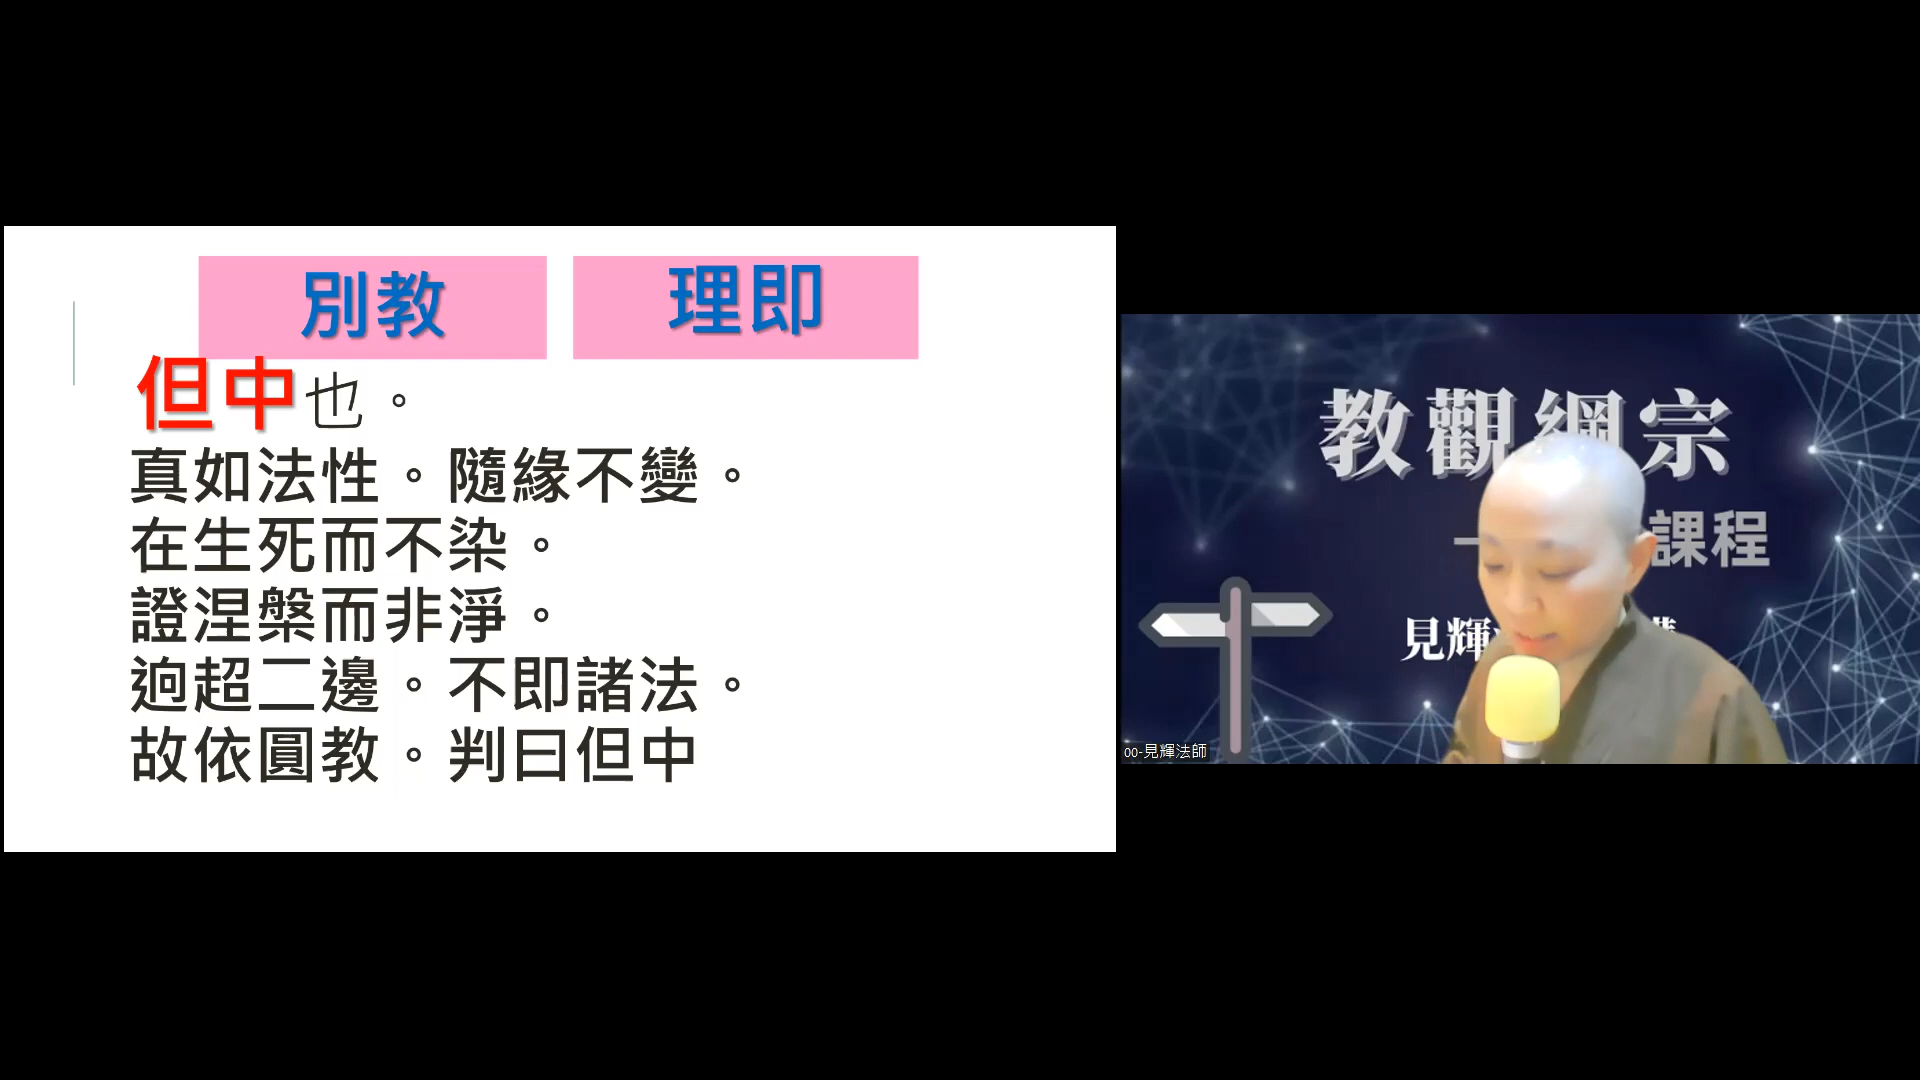 別教 理即
但中也。
真如法性。隨緣不變。
在生死而不染。
證涅槃而非淨。
迥超二邊。不即諸法。
故依圓教。判曰但中
教觀綱宗
課程
見輝
oo-見輝法師